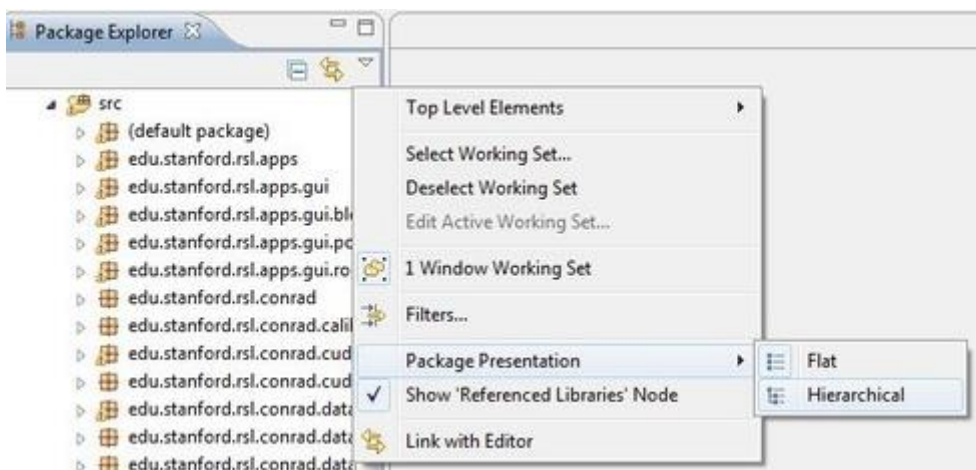 Package Explorer
src
(default package)
edu.stanford.rsl.apps
edu.stanford.rsl.apps.gui
edu.stanford.rsl.apps.gui.bl
edu.stanford.rsl.apps.gui.po
edu.stanford.rsl.apps.gui.ro
edu.stanford.rsl.conrad
edu.stanford.rsl.conrad.cali
edu.stanford.rsl.conrad.cud
edu.stanford.rsl.conrad.cud
edu.stanford.rsl.conrad.data
edu.stanford.rsl.conrad.data
edu.stanford.rsl.conrad.data
Top Level Elements
Select Working Set...
Deselect Working Set
Edit Active Working Set...
1 Window Working Set
Filters...
Package Presentation
Show 'Referenced Libraries' Node
Link with Editor
Flat
Hierarchical